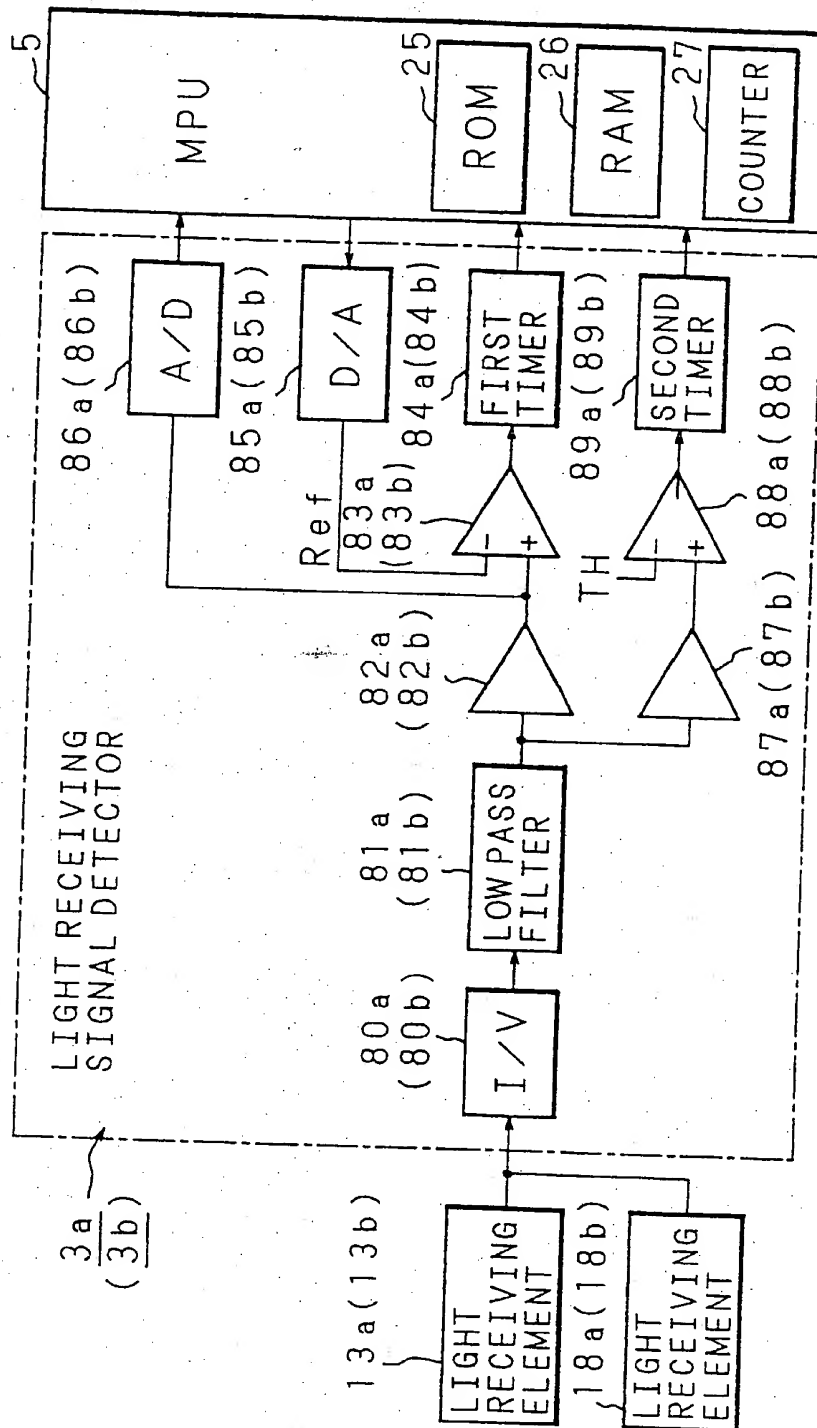 3a
(3b)
LIGHT RECEIVING
SIGNAL DETECTOR
13a(13b)
LIGHT
RECEIVING
ELEMENT
18a(18b)
LIGHT
RECEIVING
ELEMENT
80a
(80b)
I/V
81a
(81b)
LOW PASS
FILTER
82a
(82b)
87a(87b)
86a(86b)
A/D
85a(85b)
D/A
Ref
83a
(83b)
-
+
84a(84b)
FIRST
TIMER
TH
-
+
88a(88b)
89a(89b)
SECOND
TIMER
5
MPU
25
ROM
26
RAM
27
COUNTER